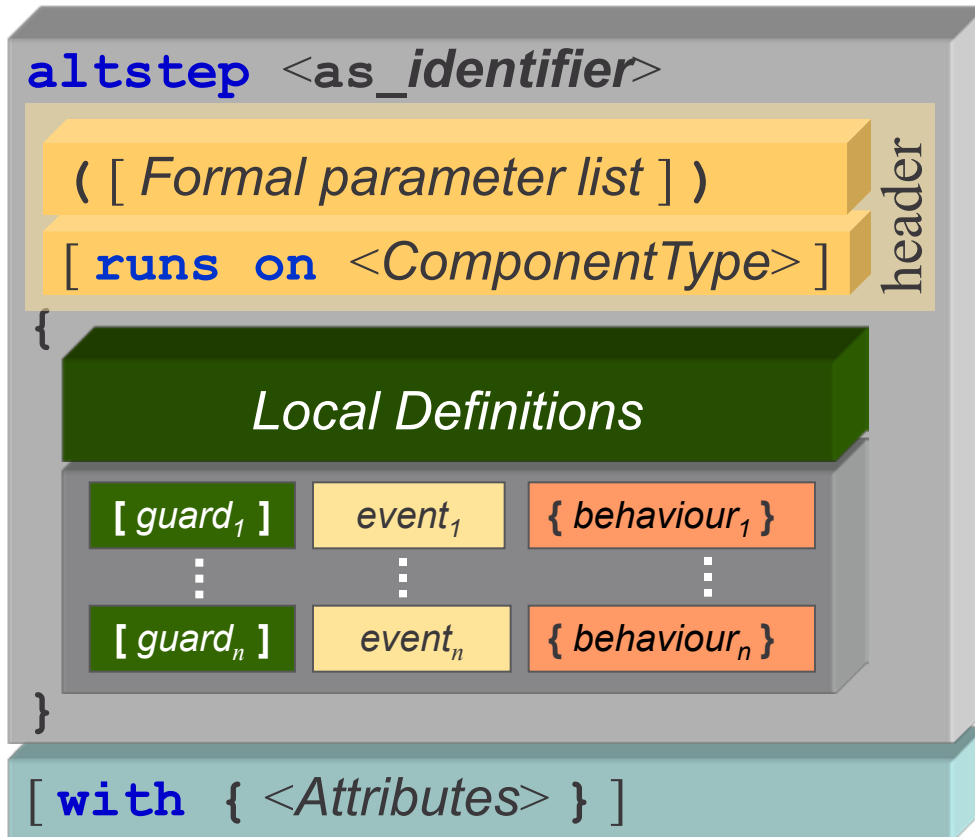 altstep <as_identifier>
( [ Formal parameter list ] )
[ runs on <ComponentType> ]
header
{
Local Definitions
[ guard₁ ] event₁ { behaviour₁ }
⋮ ⋮ ⋮
[ guardₙ ] eventₙ { behaviourₙ }
}
[ with { <Attributes> } ]